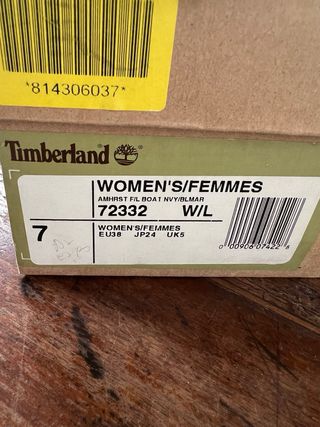 *814306037*
Timberland
WOMEN'S/FEMMES
AMHRST F/L BOAT NVY/BLMAR
72332 W/L
7
WOMEN'S/FEMMES
EU38 JP24 UK5